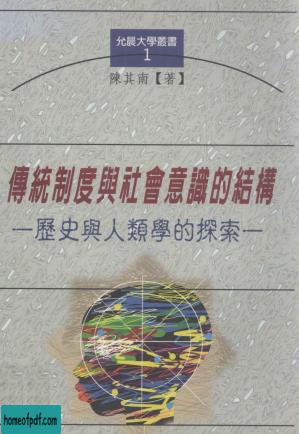 允晨大學叢書
1
陳其南【著】
傳統制度與社會意識的結構
—歷史與人類學的探索—
homeofpdf.com